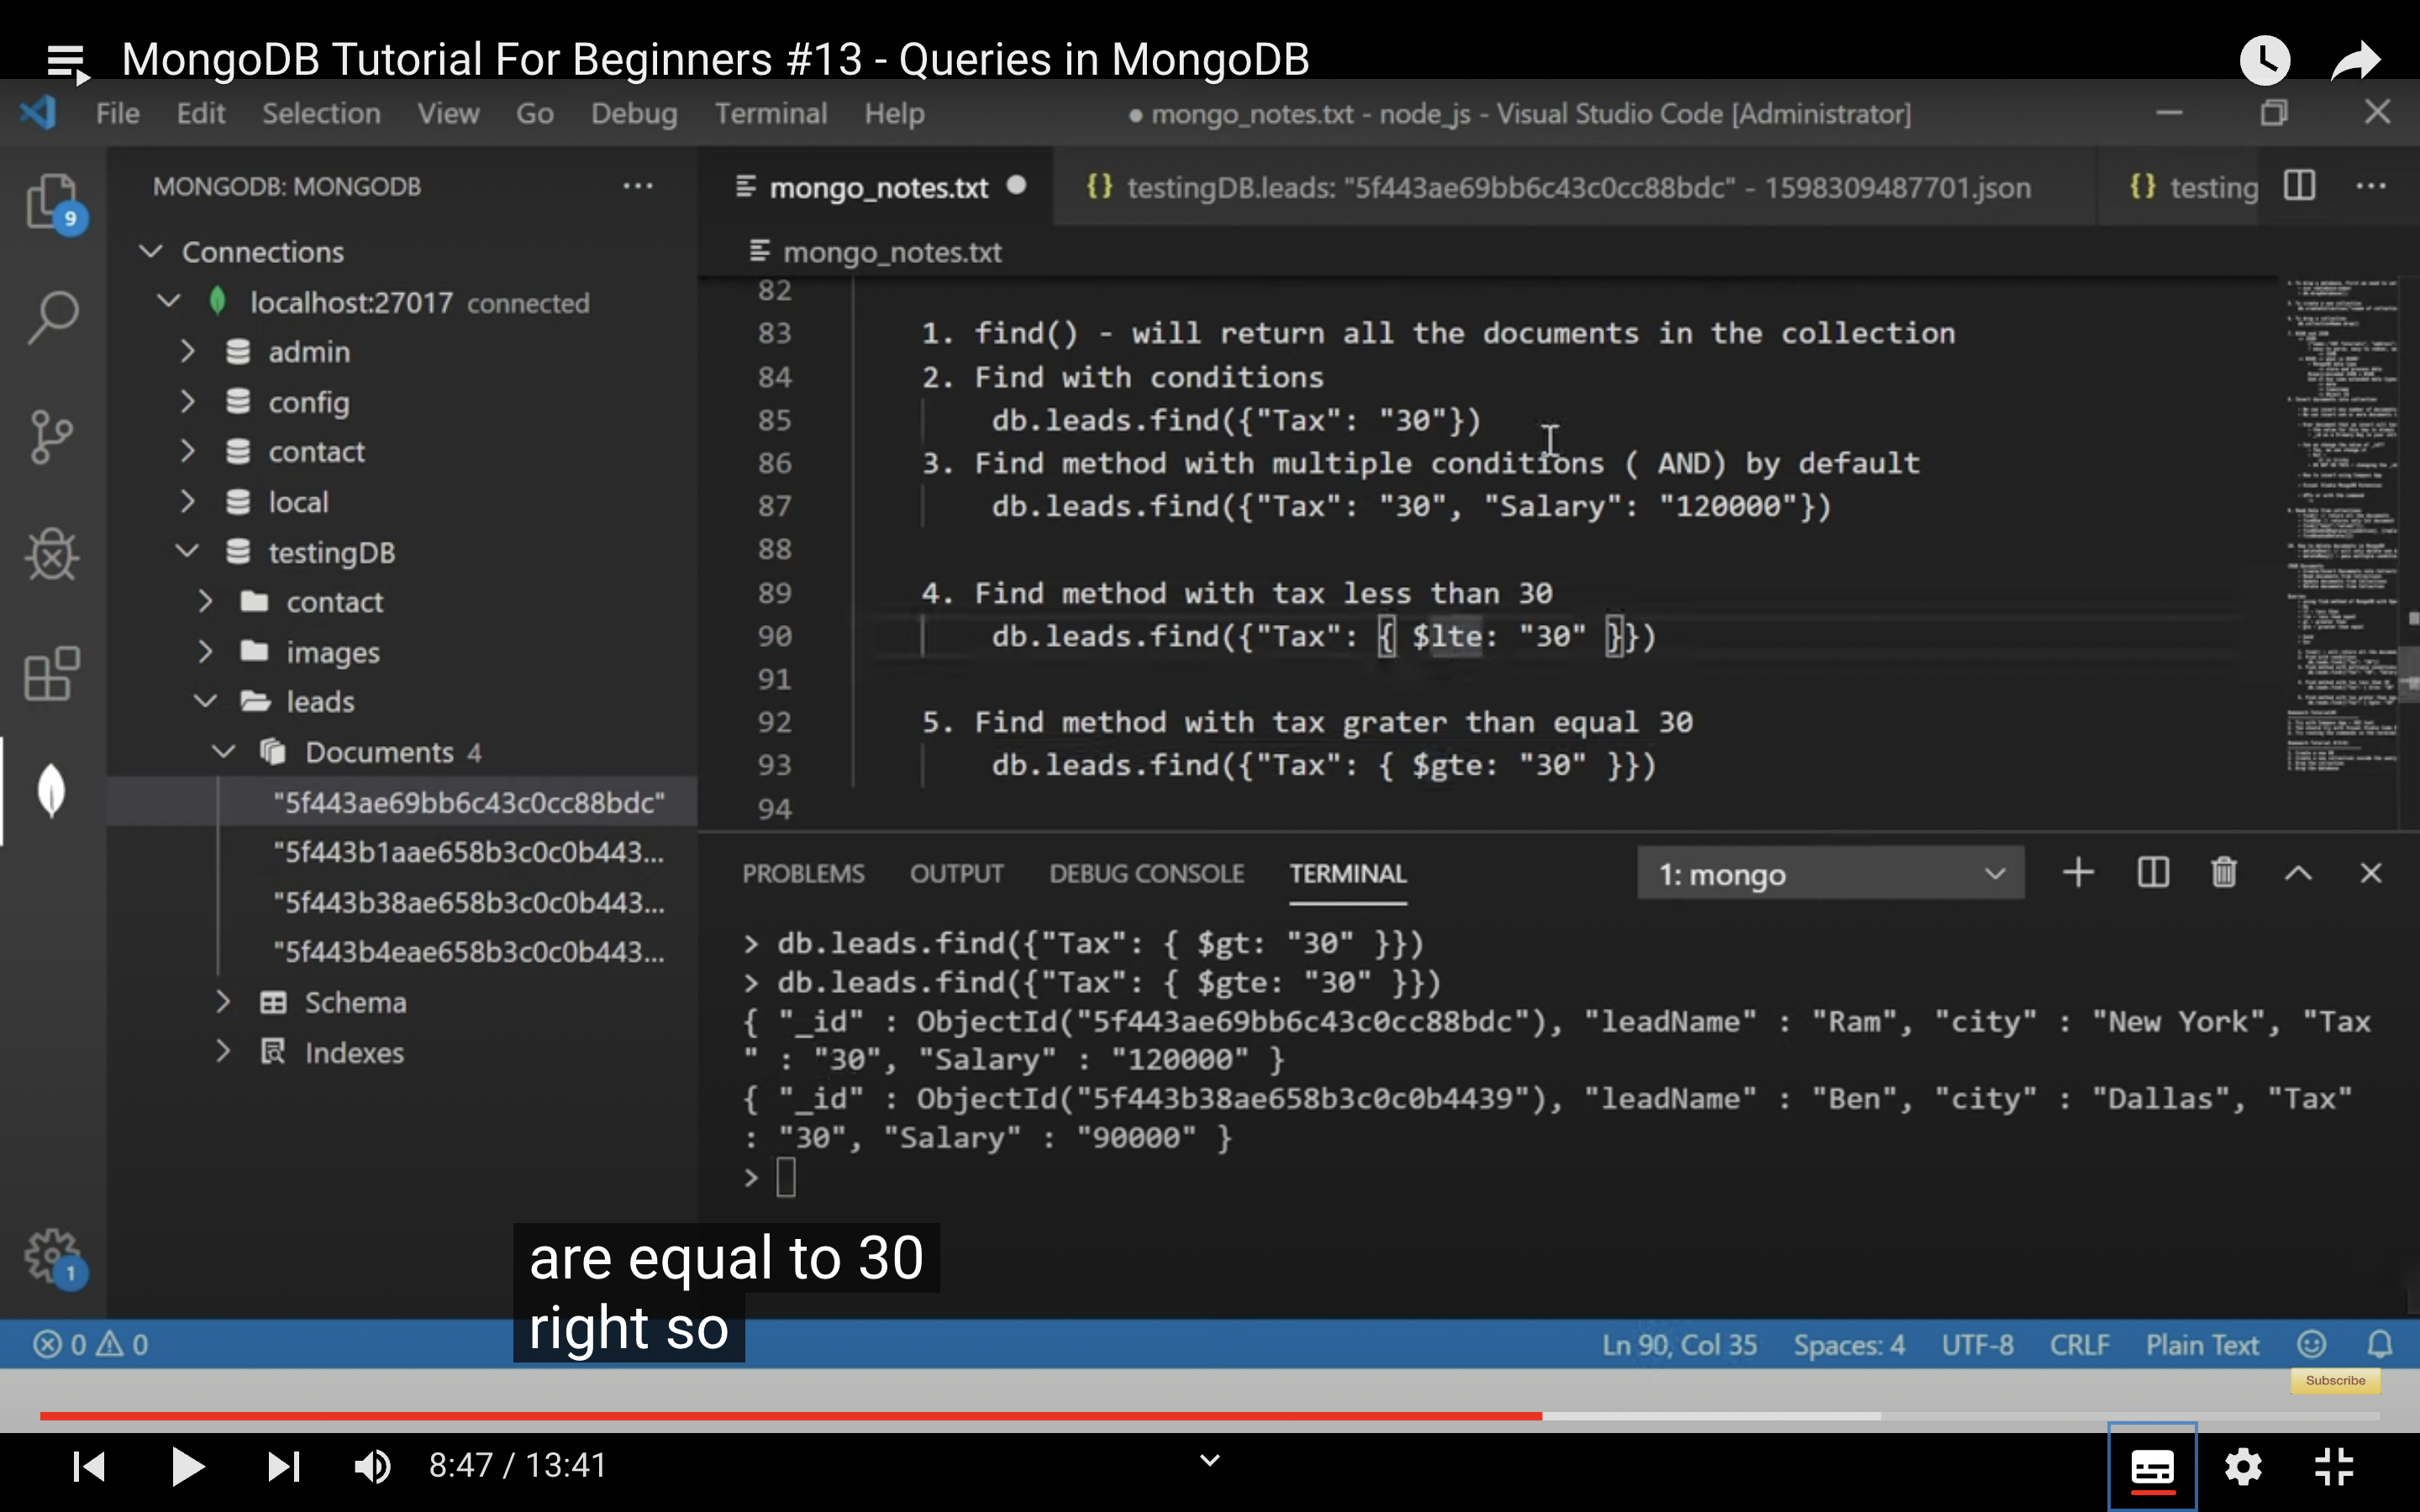 MongoDB Tutorial For Beginners #13 - Queries in MongoDB
File Edit Selection View Go Debug Terminal Help
● mongo_notes.txt - node_js - Visual Studio Code [Administrator]
9
MONGODB: MONGODB
Connections
localhost:27017 connected
admin
config
contact
local
testingDB
contact
images
leads
Documents 4
"5f443ae69bb6c43c0cc88bdc"
"5f443b1aae658b3c0c0b443...
"5f443b38ae658b3c0c0b443...
"5f443b4eae658b3c0c0b443...
Schema
Indexes
1
mongo_notes.txt
{} testingDB.leads: "5f443ae69bb6c43c0cc88bdc" - 1598309487701.json
{} testing
mongo_notes.txt
82
83 1. find() - will return all the documents in the collection
84 2. Find with conditions
85 db.leads.find({"Tax": "30"})
86 3. Find method with multiple conditions ( AND) by default
87 db.leads.find({"Tax": "30", "Salary": "120000"})
88
89 4. Find method with tax less than 30
90 db.leads.find({"Tax": { $lte: "30" }})
91
92 5. Find method with tax grater than equal 30
93 db.leads.find({"Tax": { $gte: "30" }})
94
PROBLEMS OUTPUT DEBUG CONSOLE TERMINAL
1: mongo
> db.leads.find({"Tax": { $gt: "30" }})
> db.leads.find({"Tax": { $gte: "30" }})
{ "_id" : ObjectId("5f443ae69bb6c43c0cc88bdc"), "leadName" : "Ram", "city" : "New York", "Tax
" : "30", "Salary" : "120000" }
{ "_id" : ObjectId("5f443b38ae658b3c0c0b4439"), "leadName" : "Ben", "city" : "Dallas", "Tax"
: "30", "Salary" : "90000" }
>
are equal to 30
right so
0 0
Ln 90, Col 35 Spaces: 4 UTF-8 CRLF Plain Text
Subscribe
8:47 / 13:41